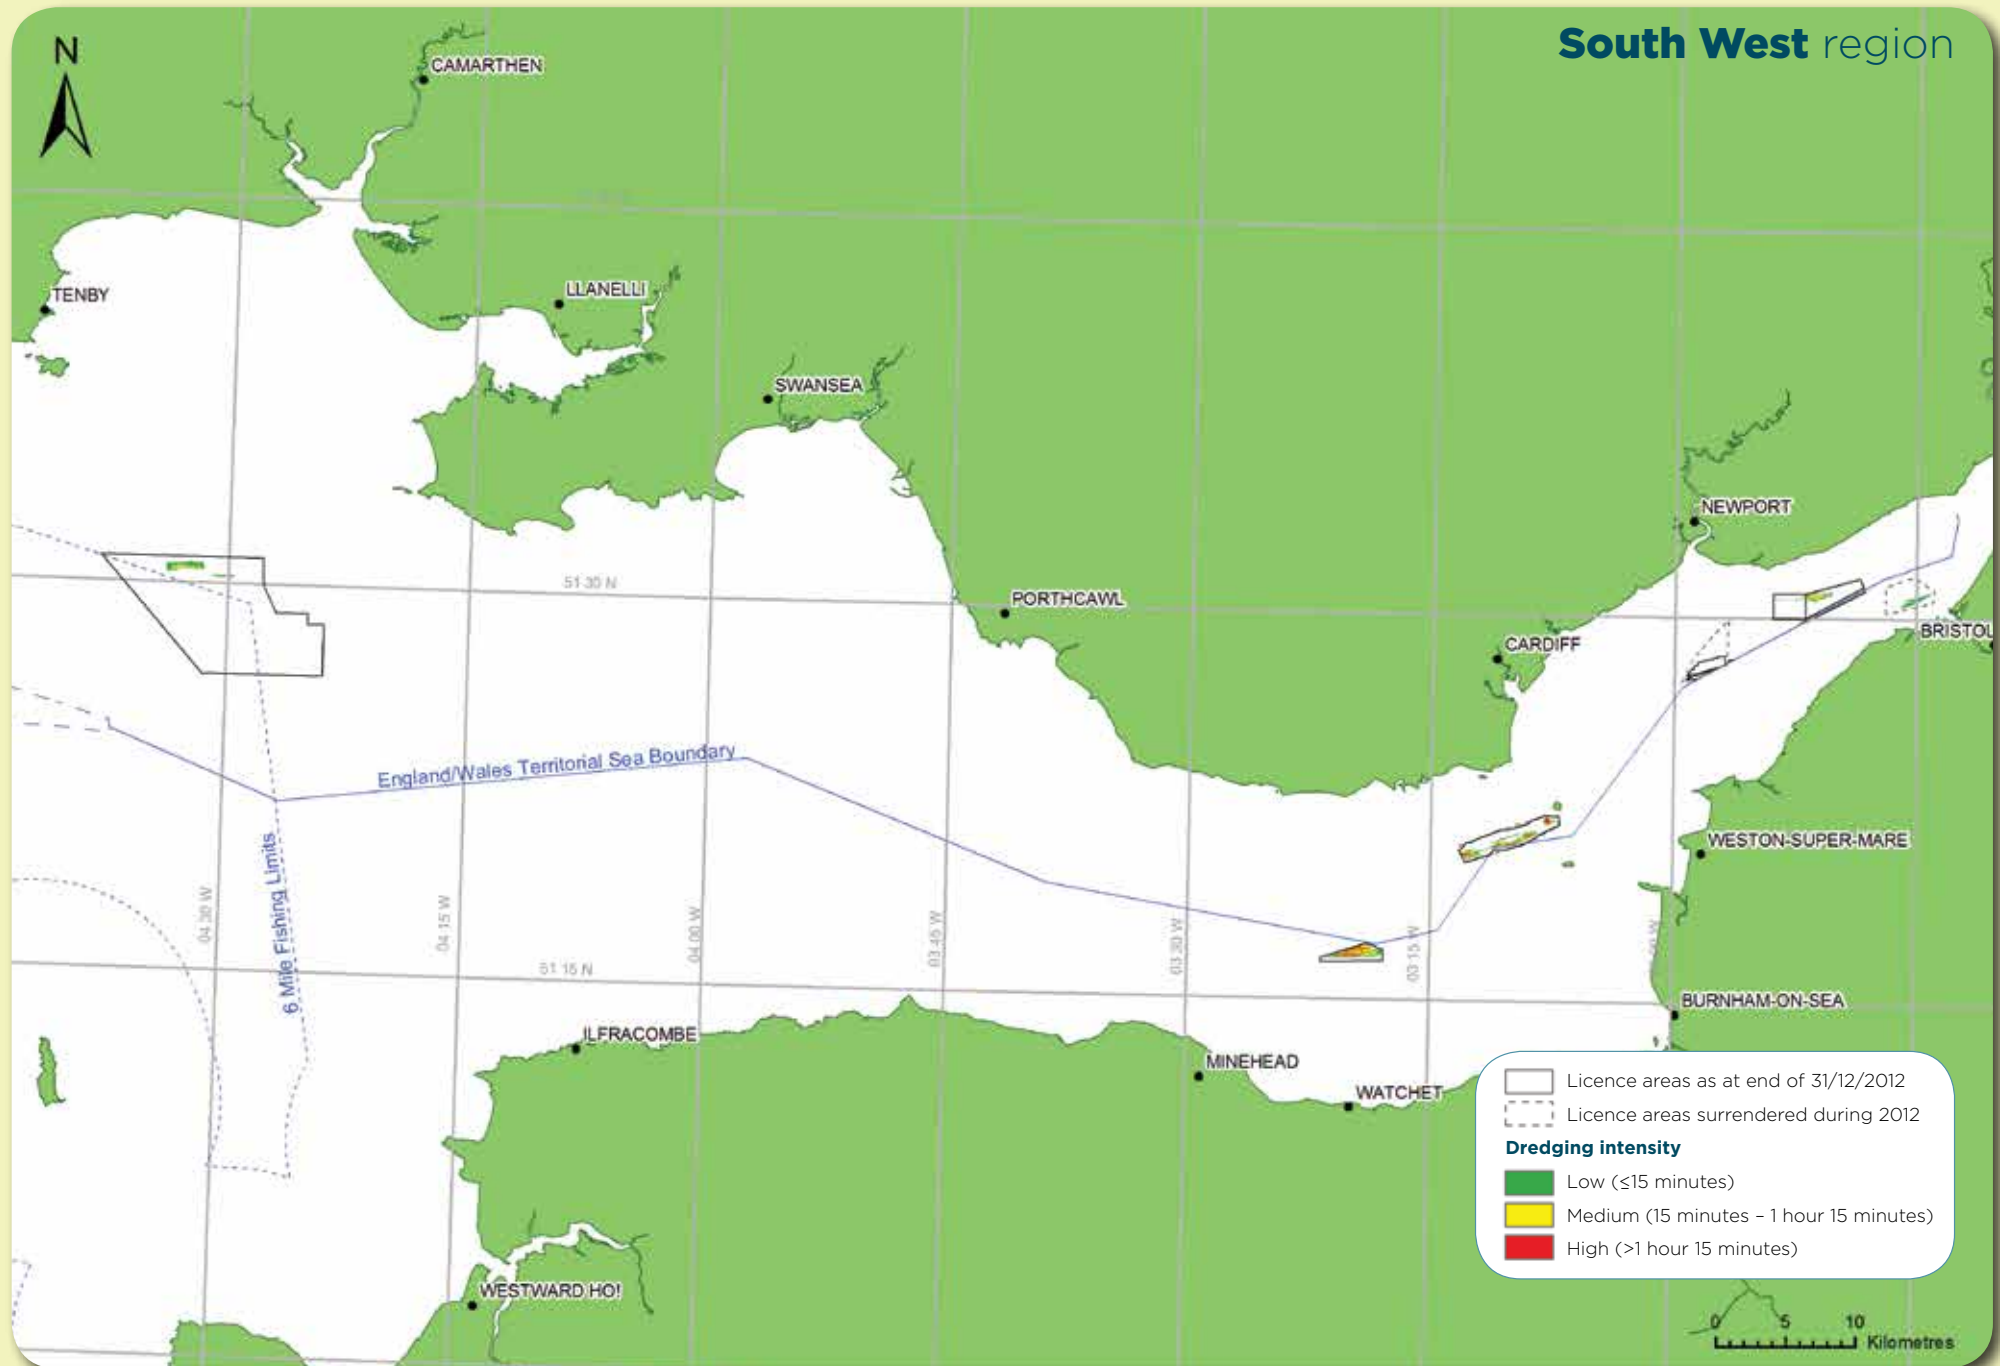 South West region
N
CAMARTHEN
TENBY
LLANELLI
SWANSEA
NEWPORT
51 30 N
PORTHCAWL
BRISTOL
CARDIFF
England/Wales Territorial Sea Boundary
WESTON-SUPER-MARE
6 Mile Fishing Limits
04 30 W
04 15 W
04 00 W
03 45 W
03 30 W
03 15 W
51 15 N
BURNHAM-ON-SEA
ILFRACOMBE
MINEHEAD
WATCHET
Licence areas as at end of 31/12/2012
Licence areas surrendered during 2012
Dredging intensity
Low (≤15 minutes)
Medium (15 minutes – 1 hour 15 minutes)
High (>1 hour 15 minutes)
WESTWARD HO!
0 5 10
Kilometres